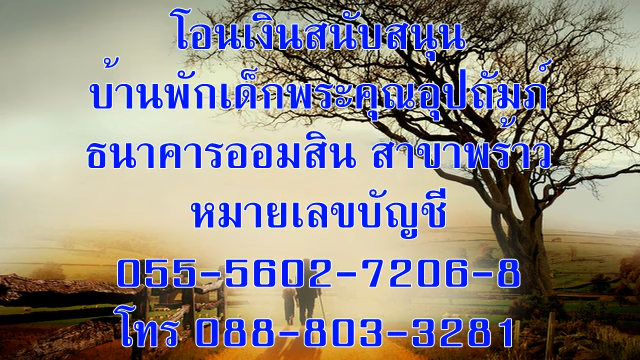 โอนเงินสนับสนุน
บ้านพักเด็กพระคุณอุปถัมภ์
ธนาคารออมสิน สาขาพร้าว
หมายเลขบัญชี
055-5602-7206-8
โทร 088-803-3281